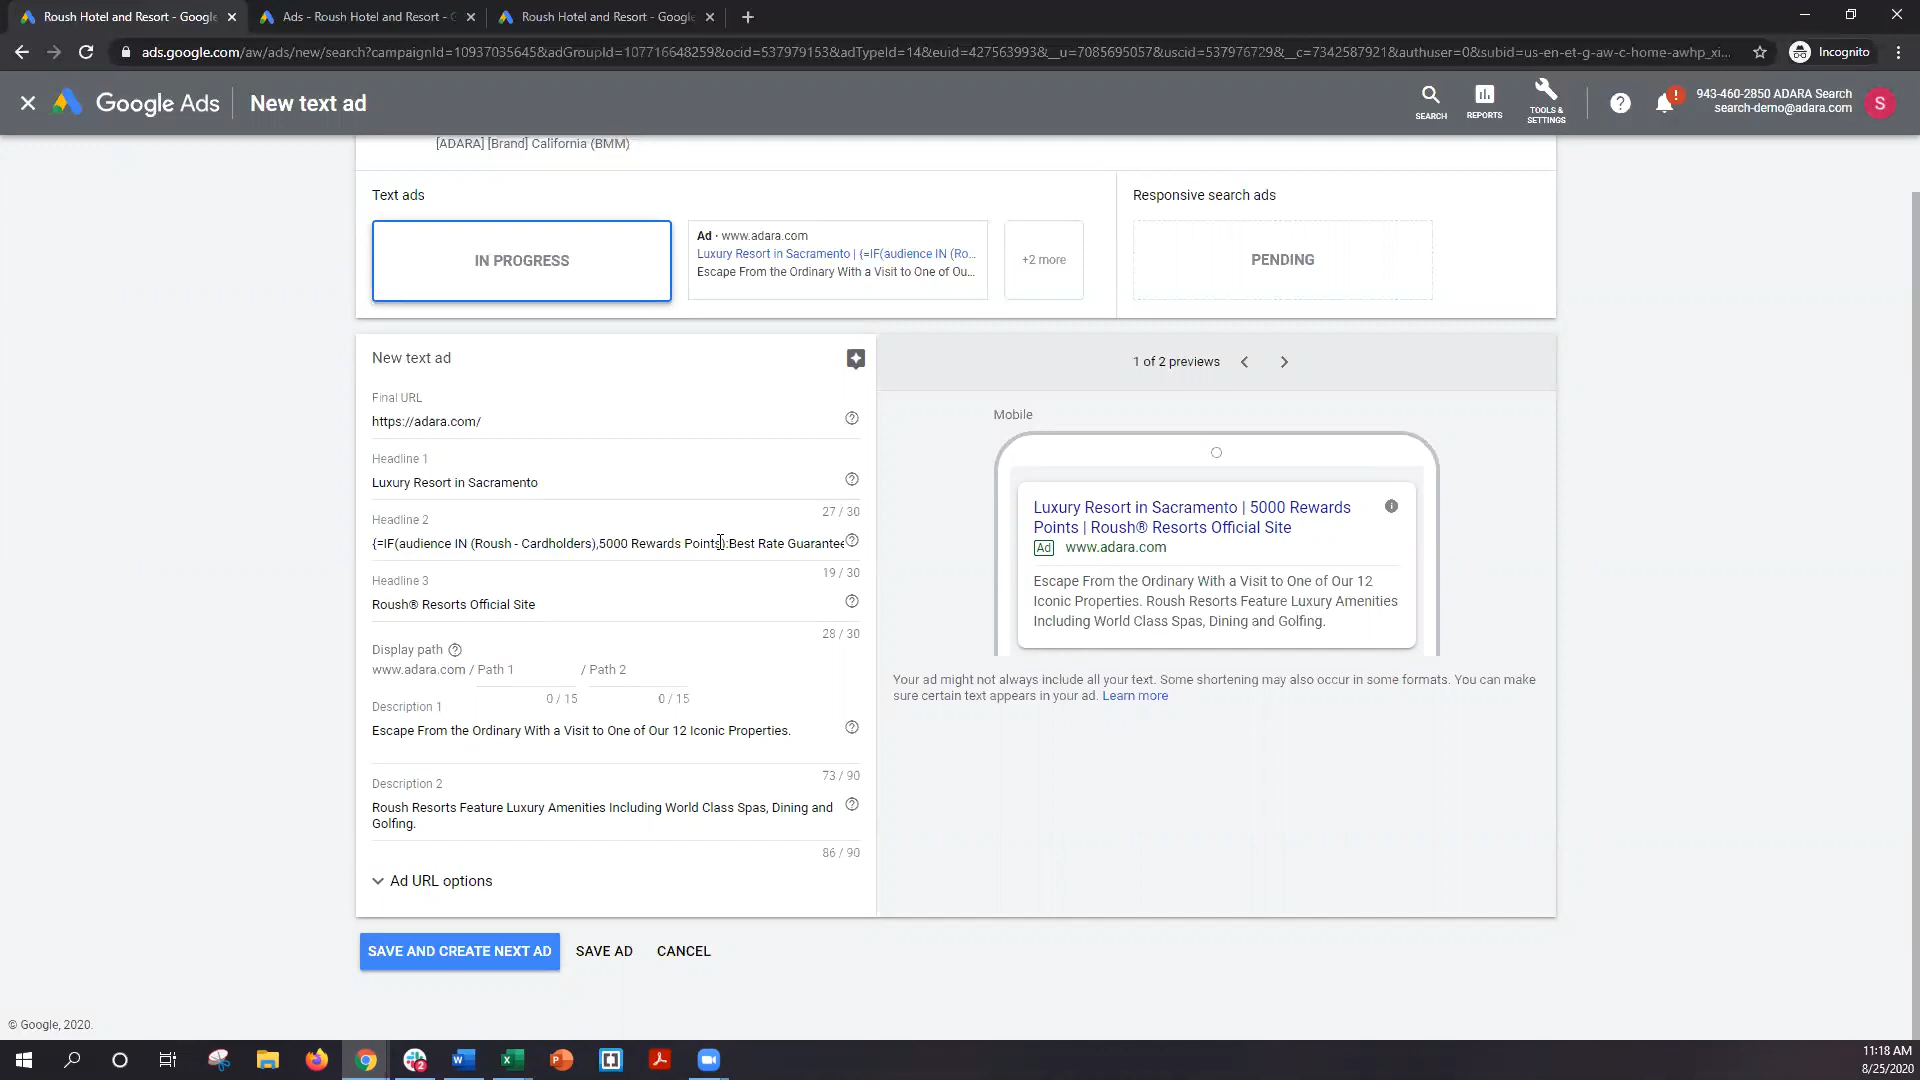 Roush Hotel and Resort - Google
Ads - Roush Hotel and Resort - G
Roush Hotel and Resort - Google
ads.google.com/aw/ads/new/search?campaignId=10937035645&adGroupId=107716648259&ocid=537979153&adTypeId=14&euid=427563993&__u=7085695057&uscid=537976729&__c=7342587921&authuser=0&subid=us-en-et-g-aw-c-home-awhp_xi...
Incognito
Google Ads
New text ad
SEARCH
REPORTS
TOOLS & SETTINGS
943-460-2850 ADARA Search
search-demo@adara.com
S
[ADARA] [Brand] California (BMM)
Text ads
Responsive search ads
IN PROGRESS
Ad · www.adara.com
Luxury Resort in Sacramento | {=IF(audience IN (Ro...
Escape From the Ordinary With a Visit to One of Ou...
+2 more
PENDING
New text ad
Final URL
https://adara.com/
Headline 1
Luxury Resort in Sacramento
27 / 30
Headline 2
{=IF(audience IN (Roush - Cardholders),5000 Rewards Points):Best Rate Guarantee
19 / 30
Headline 3
Roush® Resorts Official Site
28 / 30
Display path
www.adara.com / Path 1 / Path 2
0 / 15
0 / 15
Description 1
Escape From the Ordinary With a Visit to One of Our 12 Iconic Properties.
73 / 90
Description 2
Roush Resorts Feature Luxury Amenities Including World Class Spas, Dining and
Golfing.
86 / 90
Ad URL options
1 of 2 previews
Mobile
Luxury Resort in Sacramento | 5000 Rewards
Points | Roush® Resorts Official Site
Ad www.adara.com
Escape From the Ordinary With a Visit to One of Our 12
Iconic Properties. Roush Resorts Feature Luxury Amenities
Including World Class Spas, Dining and Golfing.
Your ad might not always include all your text. Some shortening may also occur in some formats. You can make
sure certain text appears in your ad. Learn more
SAVE AND CREATE NEXT AD
SAVE AD
CANCEL
© Google, 2020.
11:18 AM
8/25/2020